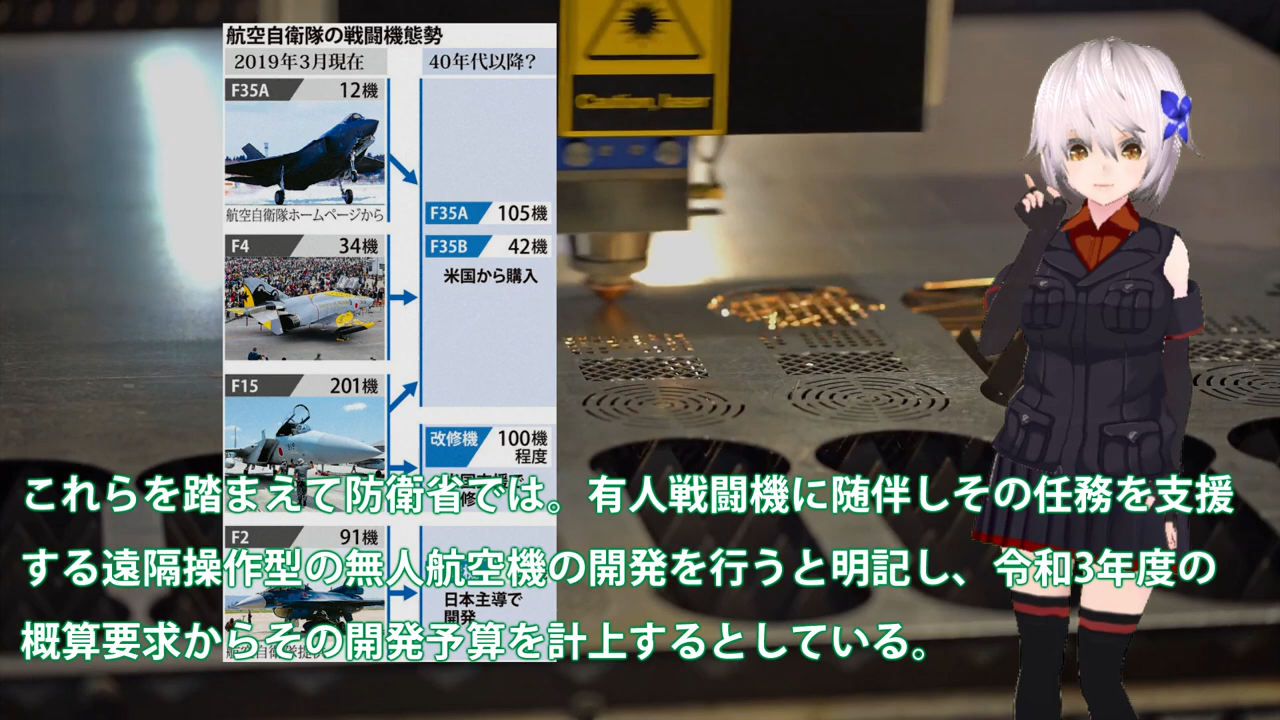 航空自衛隊の戦闘機態勢
2019年3月現在
40年代以降?
F35A 12機
航空自衛隊ホームページから
F4 34機
F15 201機
F2 91機
F35A 105機
F35B 42機
米国から購入
改修機 100機
程度
日本主導で
開発
Cutting Laser
これらを踏まえて防衛省では。有人戦闘機に随伴しその任務を支援
する遠隔操作型の無人航空機の開発を行うと明記し、令和3年度の
概算要求からその開発予算を計上するとしている。